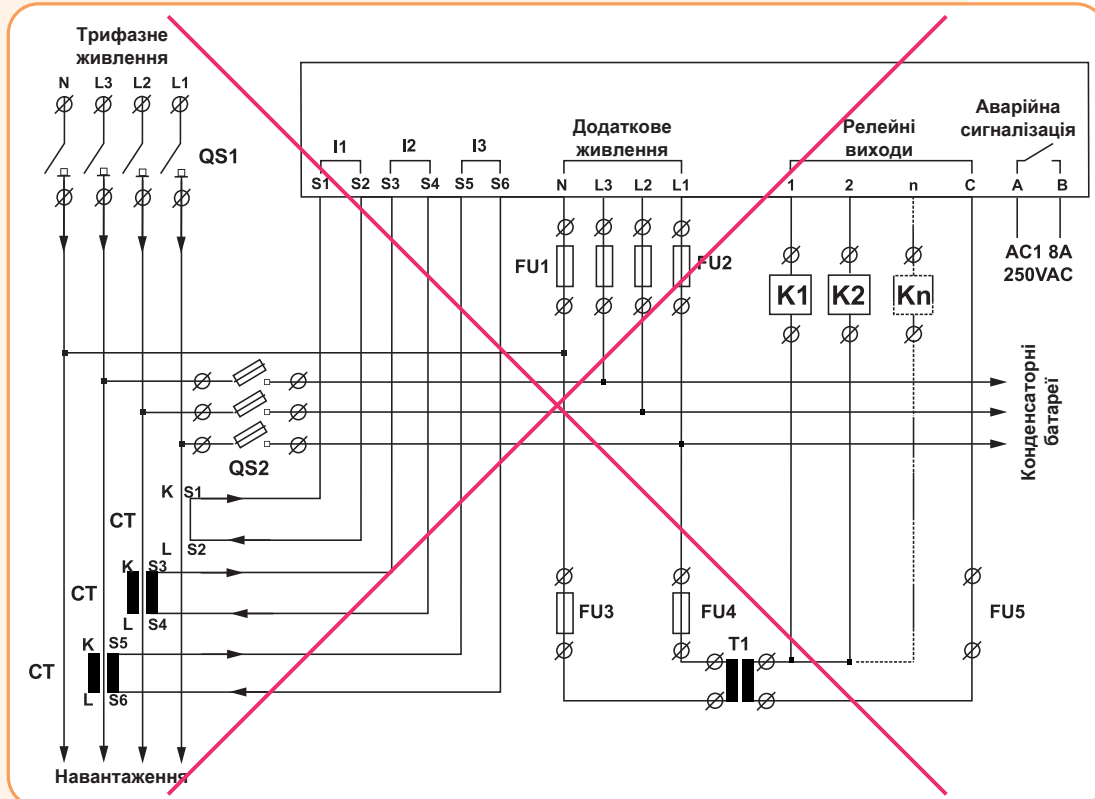 Трифазне
живлення
N L3 L2 L1
QS1
I1 I2 I3
S1 S2 S3 S4 S5 S6
Додаткове
живлення
N L3 L2 L1
Релейні
виходи
1 2 n C
Аварійна
сигналізація
A B
AC1 8A
250VAC
FU1 FU2
K1 K2 Kn
Конденсаторні
батареї
QS2
K S1
CT
L S2
K S3
CT
L S4
K S5
CT
L S6
FU3 FU4 FU5
T1
Навантаження